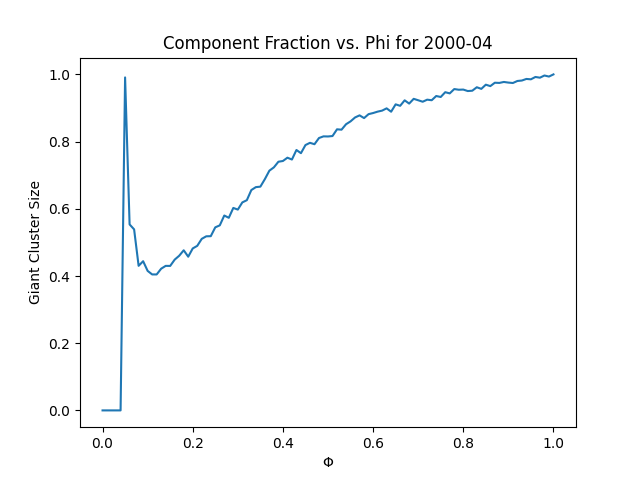 Component Fraction vs. Phi for 2000-04
Giant Cluster Size
1.0
0.8
0.6
0.4
0.2
0.0
0.0 0.2 0.4 0.6 0.8 1.0
Φ